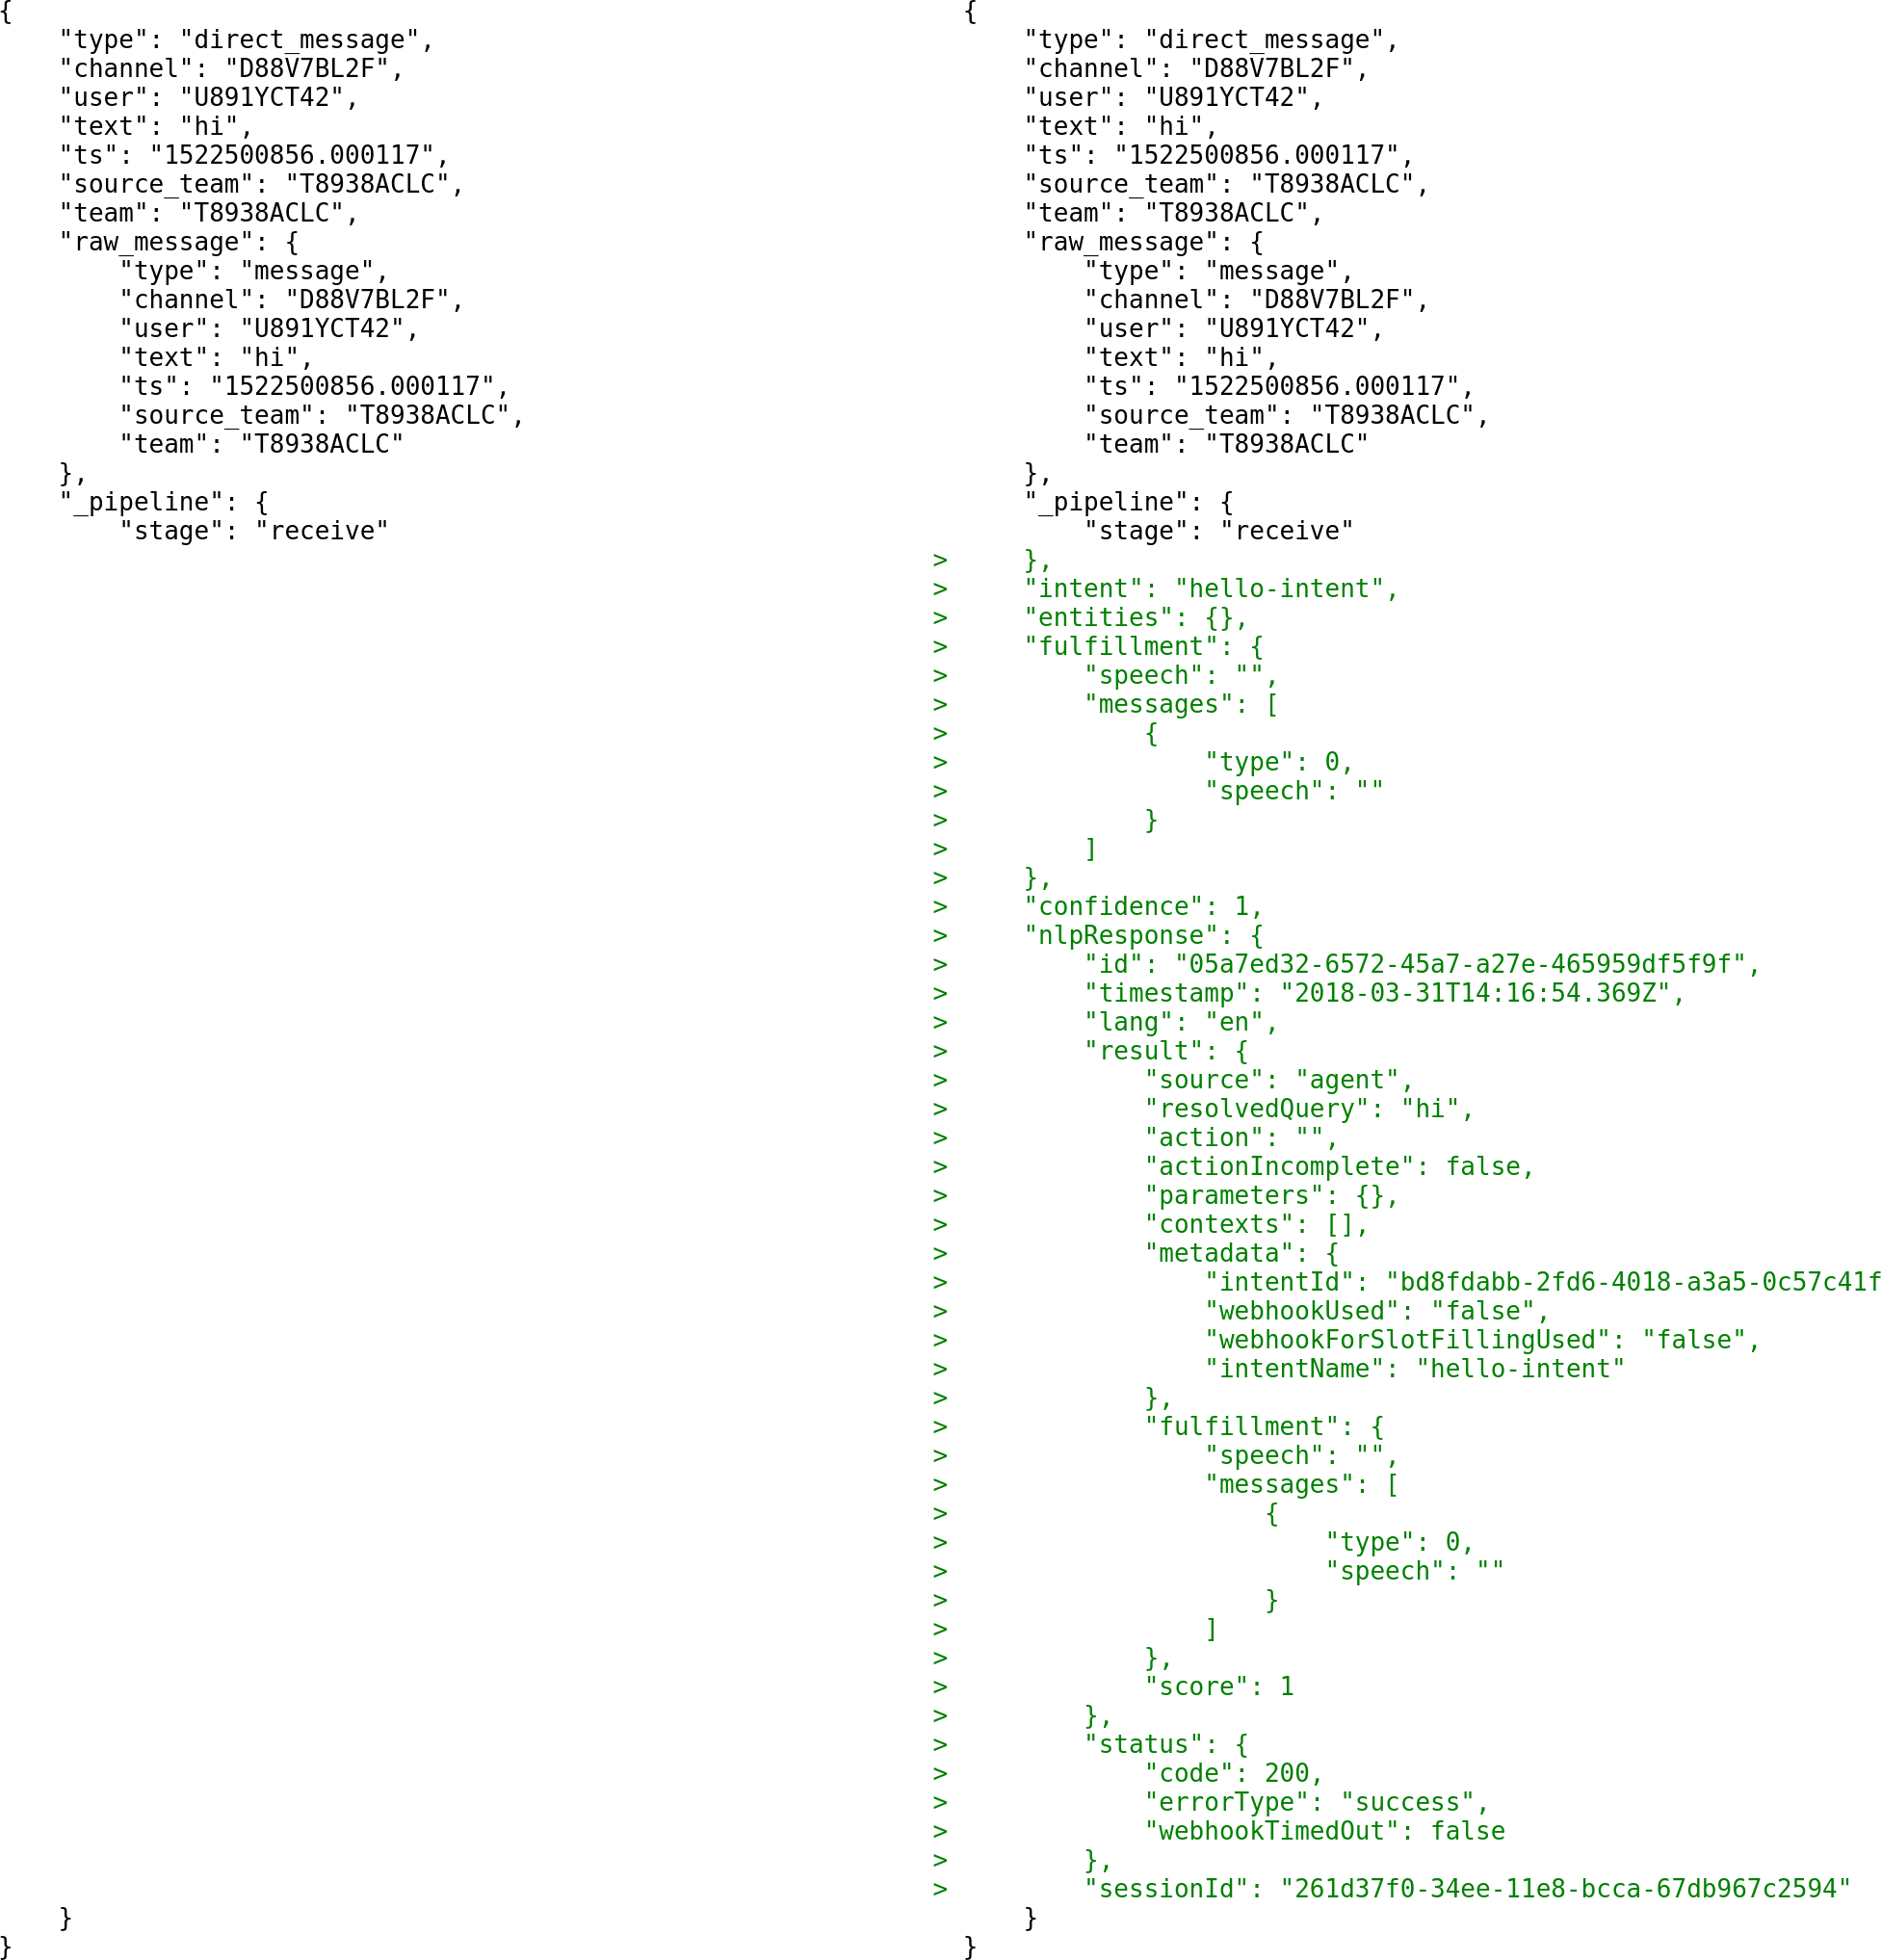 {
    "type": "direct_message",
    "channel": "D88V7BL2F",
    "user": "U891YCT42",
    "text": "hi",
    "ts": "1522500856.000117",
    "source_team": "T8938ACLC",
    "team": "T8938ACLC",
    "raw_message": {
        "type": "message",
        "channel": "D88V7BL2F",
        "user": "U891YCT42",
        "text": "hi",
        "ts": "1522500856.000117",
        "source_team": "T8938ACLC",
        "team": "T8938ACLC"
    },
    "_pipeline": {
        "stage": "receive"
    }
}
{
    "type": "direct_message",
    "channel": "D88V7BL2F",
    "user": "U891YCT42",
    "text": "hi",
    "ts": "1522500856.000117",
    "source_team": "T8938ACLC",
    "team": "T8938ACLC",
    "raw_message": {
        "type": "message",
        "channel": "D88V7BL2F",
        "user": "U891YCT42",
        "text": "hi",
        "ts": "1522500856.000117",
        "source_team": "T8938ACLC",
        "team": "T8938ACLC"
    },
    "_pipeline": {
        "stage": "receive"
>     },
>     "intent": "hello-intent",
>     "entities": {},
>     "fulfillment": {
>         "speech": "",
>         "messages": [
>             {
>                 "type": 0,
>                 "speech": ""
>             }
>         ]
>     },
>     "confidence": 1,
>     "nlpResponse": {
>         "id": "05a7ed32-6572-45a7-a27e-465959df5f9f",
>         "timestamp": "2018-03-31T14:16:54.369Z",
>         "lang": "en",
>         "result": {
>             "source": "agent",
>             "resolvedQuery": "hi",
>             "action": "",
>             "actionIncomplete": false,
>             "parameters": {},
>             "contexts": [],
>             "metadata": {
>                 "intentId": "bd8fdabb-2fd6-4018-a3a5-0c57c41f
>                 "webhookUsed": "false",
>                 "webhookForSlotFillingUsed": "false",
>                 "intentName": "hello-intent"
>             },
>             "fulfillment": {
>                 "speech": "",
>                 "messages": [
>                     {
>                         "type": 0,
>                         "speech": ""
>                     }
>                 ]
>             },
>             "score": 1
>         },
>         "status": {
>             "code": 200,
>             "errorType": "success",
>             "webhookTimedOut": false
>         },
>         "sessionId": "261d37f0-34ee-11e8-bcca-67db967c2594"
    }
}